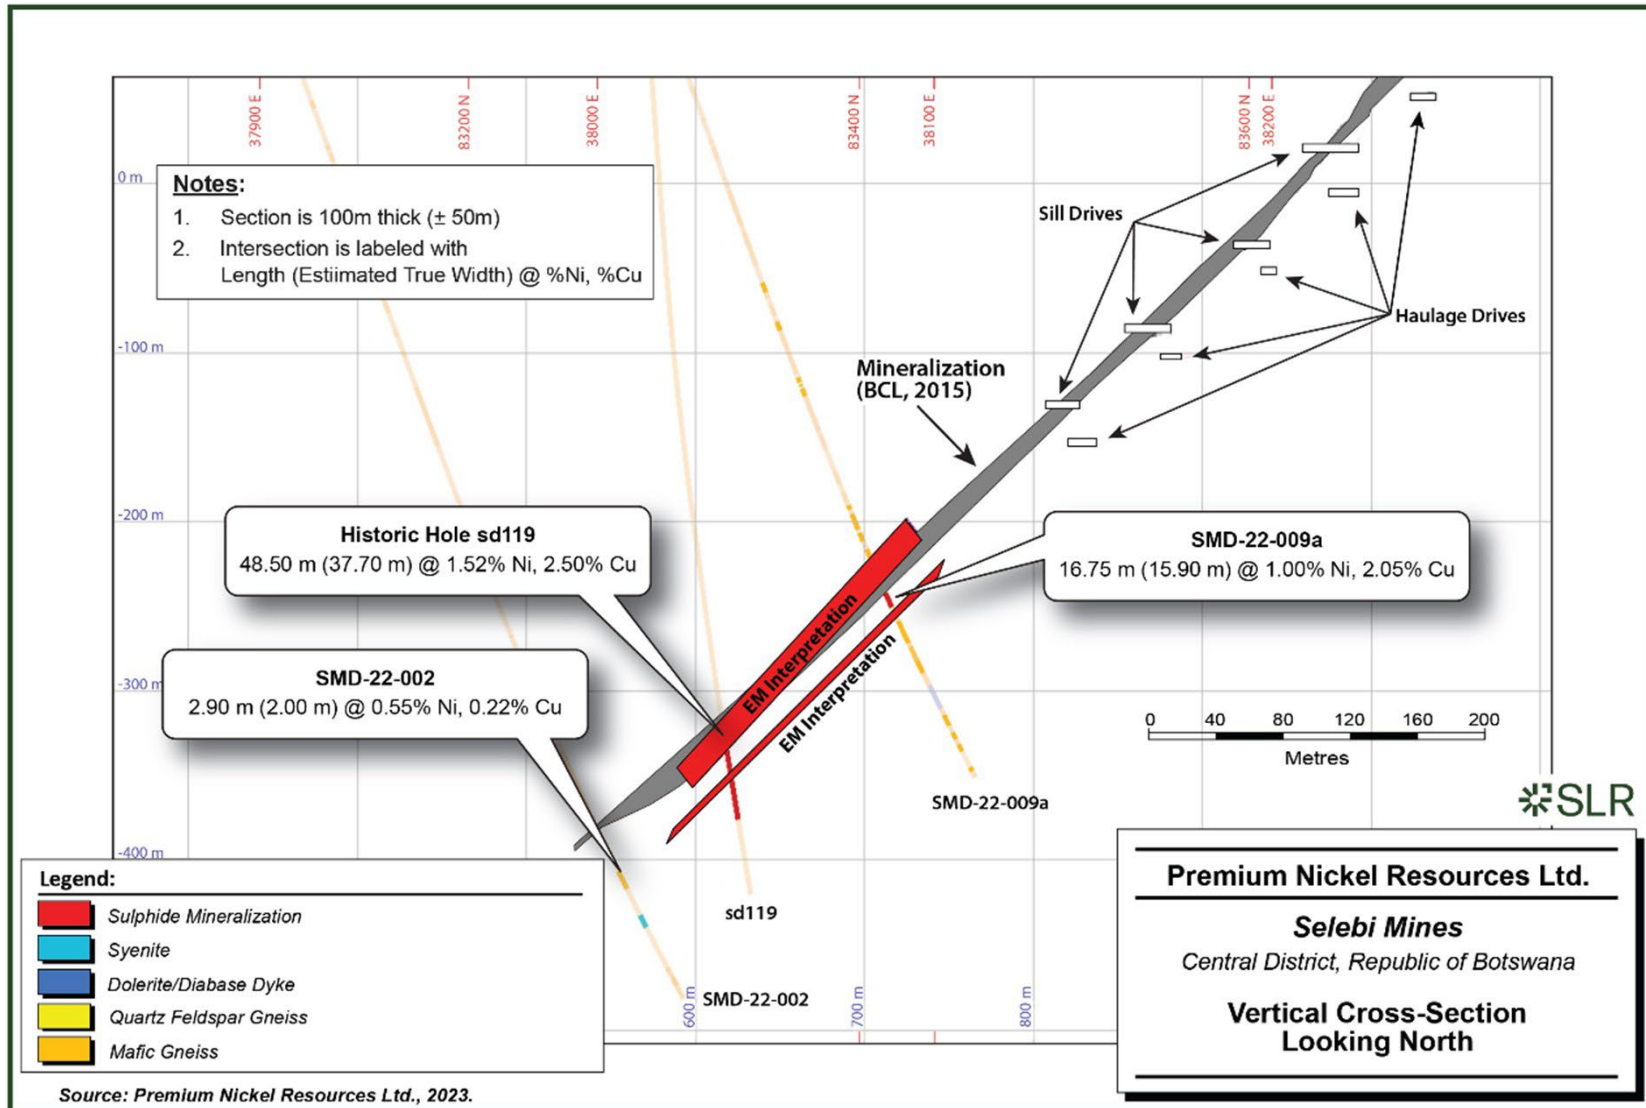 37900 E
83200 N
38000 E
83400 N
38100 E
83600 N
38200 E
0 m
-100 m
-200 m
-300 m
-400 m
Notes:
1. Section is 100m thick (± 50m)
2. Intersection is labeled with
Length (Estiimated True Width) @ %Ni, %Cu
Sill Drives
Haulage Drives
Mineralization
(BCL, 2015)
Historic Hole sd119
48.50 m (37.70 m) @ 1.52% Ni, 2.50% Cu
SMD-22-009a
16.75 m (15.90 m) @ 1.00% Ni, 2.05% Cu
SMD-22-002
2.90 m (2.00 m) @ 0.55% Ni, 0.22% Cu
EM Interpretation
EM Interpretation
0 40 80 120 160 200
Metres
SMD-22-009a
sd119
SMD-22-002
600 m
700 m
800 m
SLR
Legend:
Sulphide Mineralization
Syenite
Dolerite/Diabase Dyke
Quartz Feldspar Gneiss
Mafic Gneiss
Premium Nickel Resources Ltd.
Selebi Mines
Central District, Republic of Botswana
Vertical Cross-Section
Looking North
Source: Premium Nickel Resources Ltd., 2023.